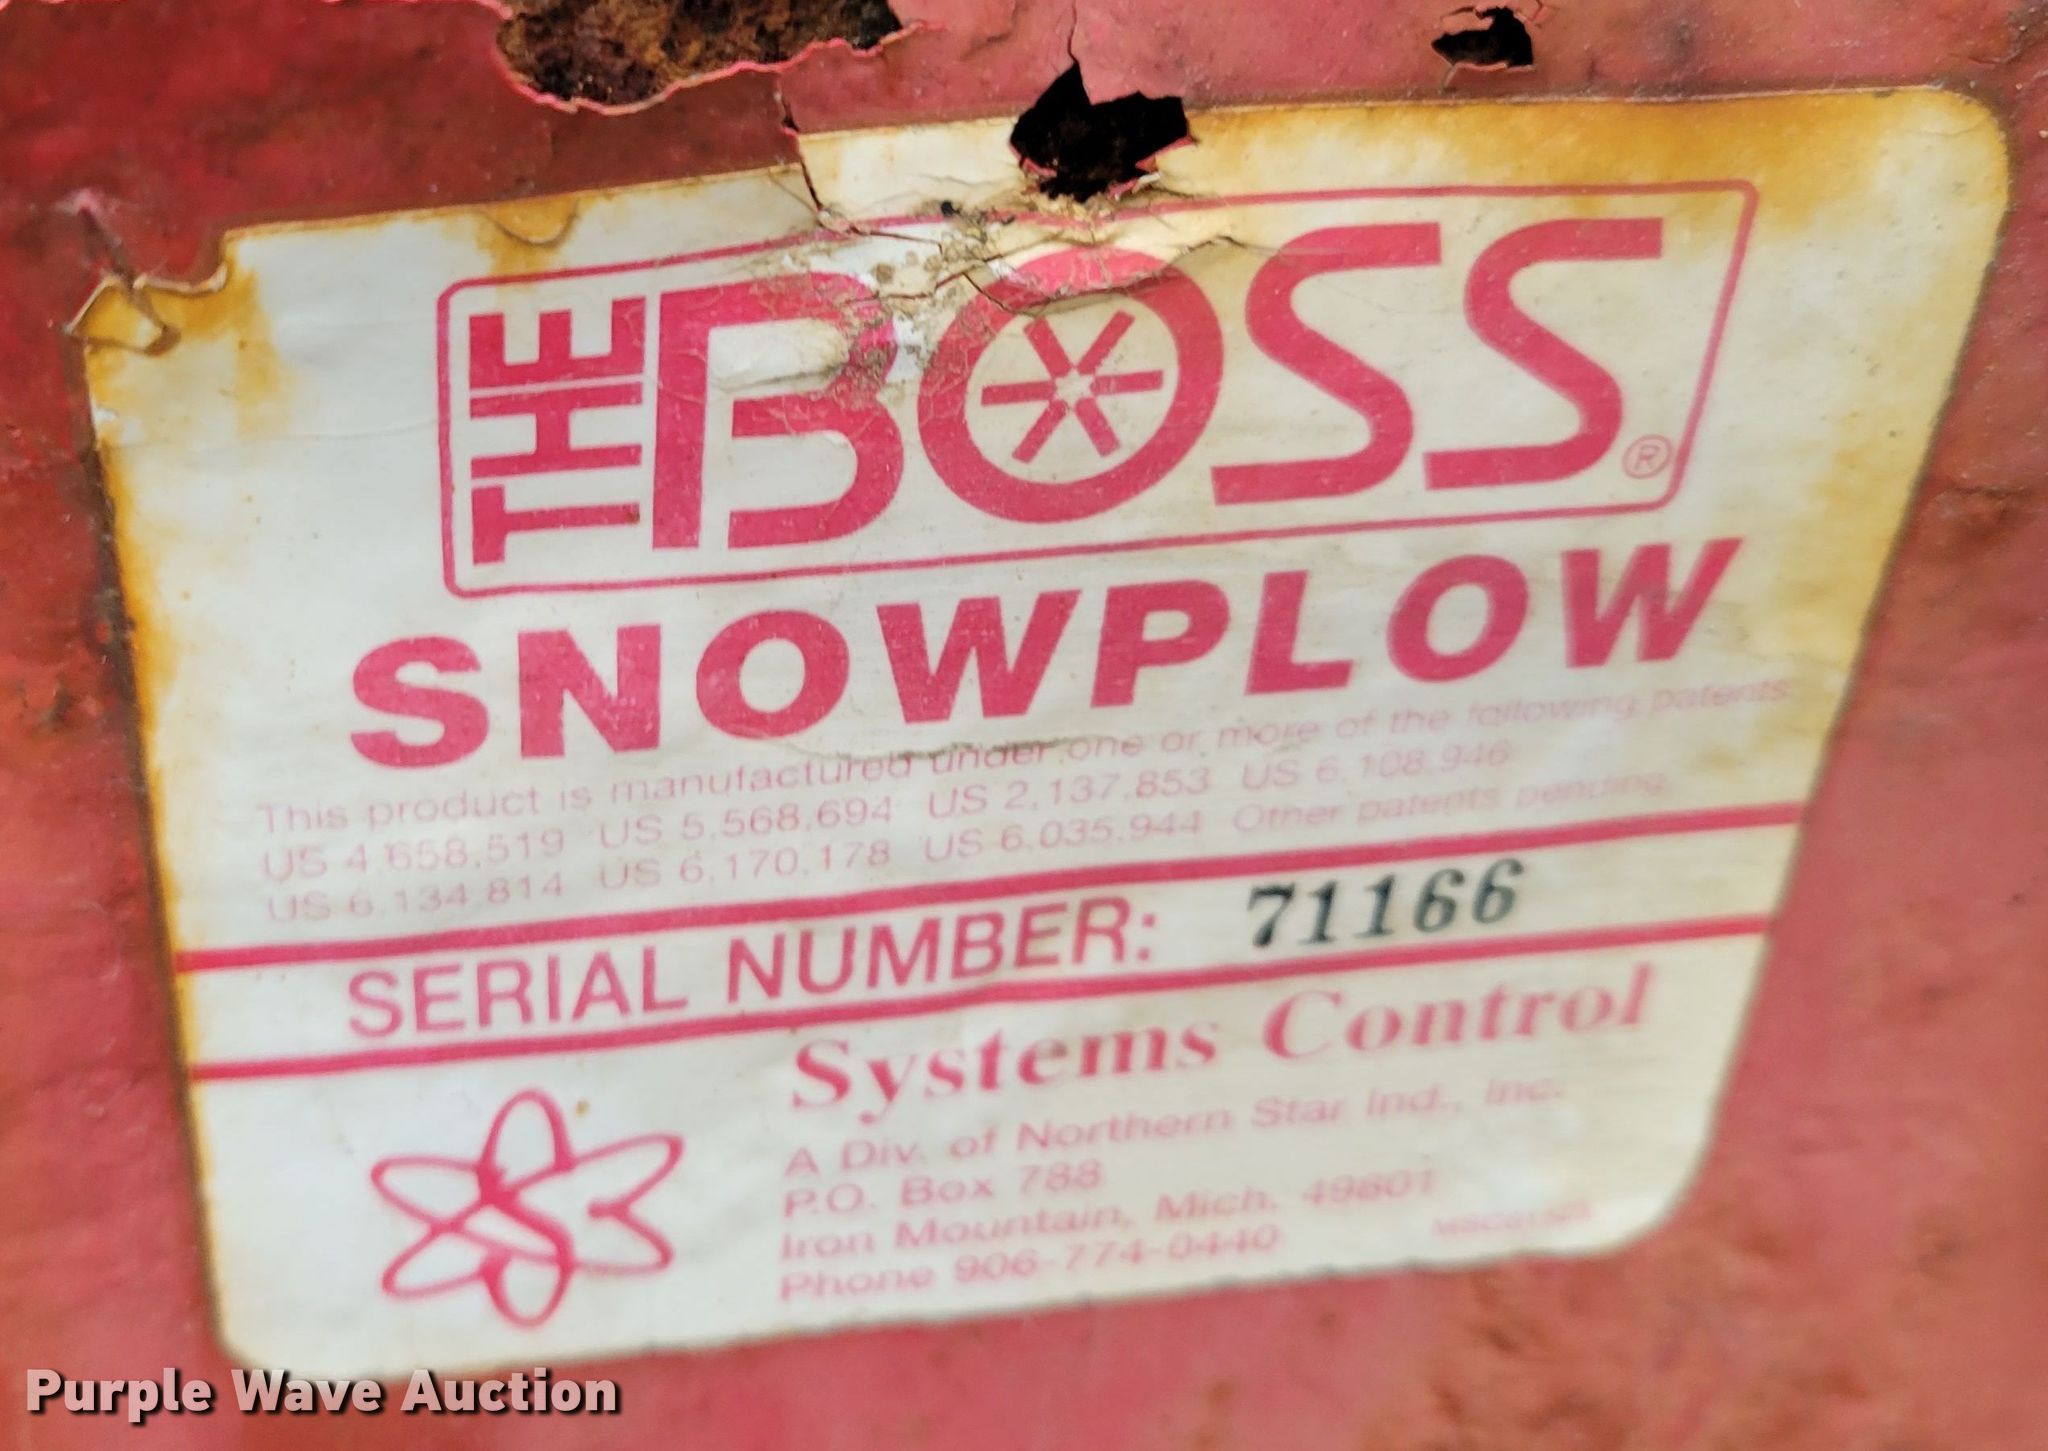 THE BOSS ®
SNOWPLOW
This product is manufactured under one or more of the following patents:
US 4,658,519 US 5,568,694 US 2,137,853 US 6,108,946
US 6,134,814 US 6,170,178 US 6,035,944 Other patents pending.
SERIAL NUMBER: 71166
Systems Control
A Div. of Northern Star Ind., Inc.
P.O. Box 788
Iron Mountain, Mich. 49801
Phone 906-774-0440
Purple Wave Auction